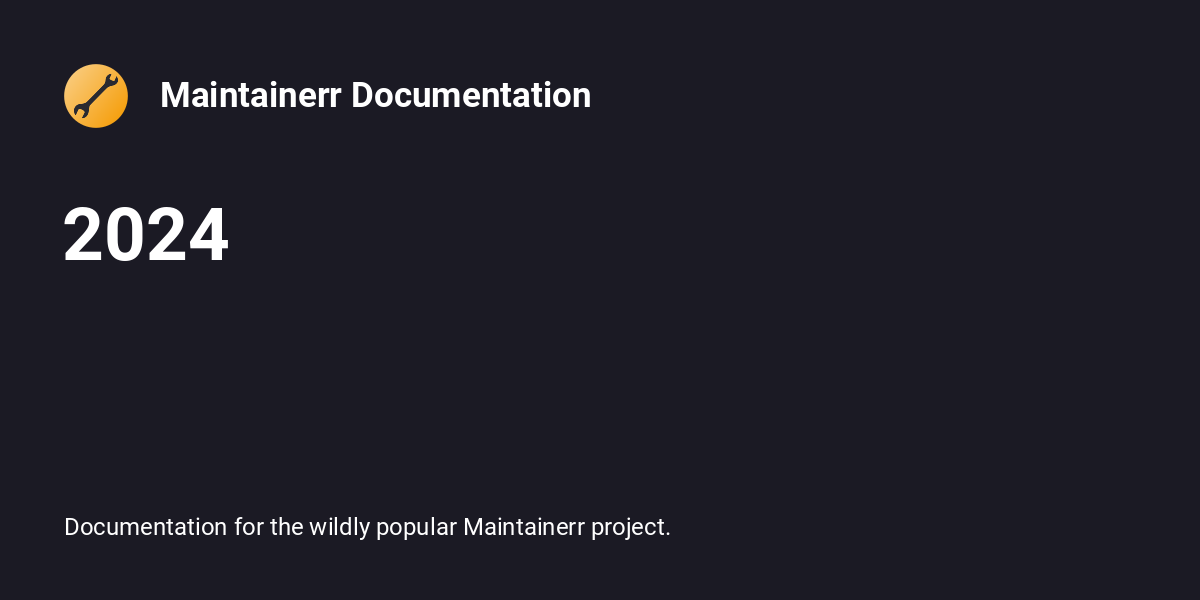 Maintainerr Documentation
2024
Documentation for the wildly popular Maintainerr project.